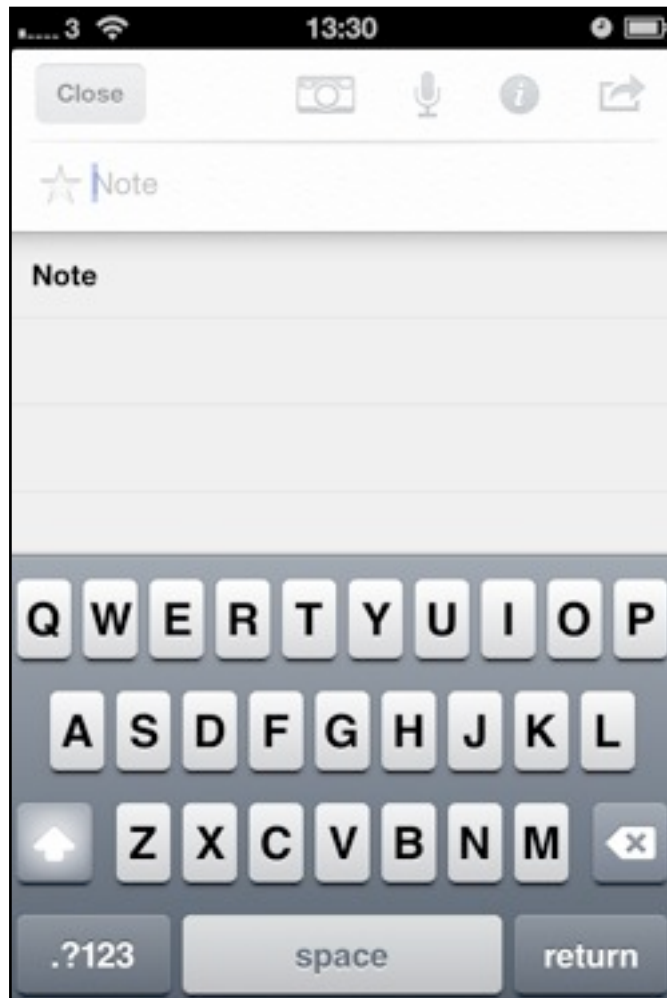 3 13:30
Close
Note
Note
Q W E R T Y U I O P
A S D F G H J K L
Z X C V B N M
.?123 space return